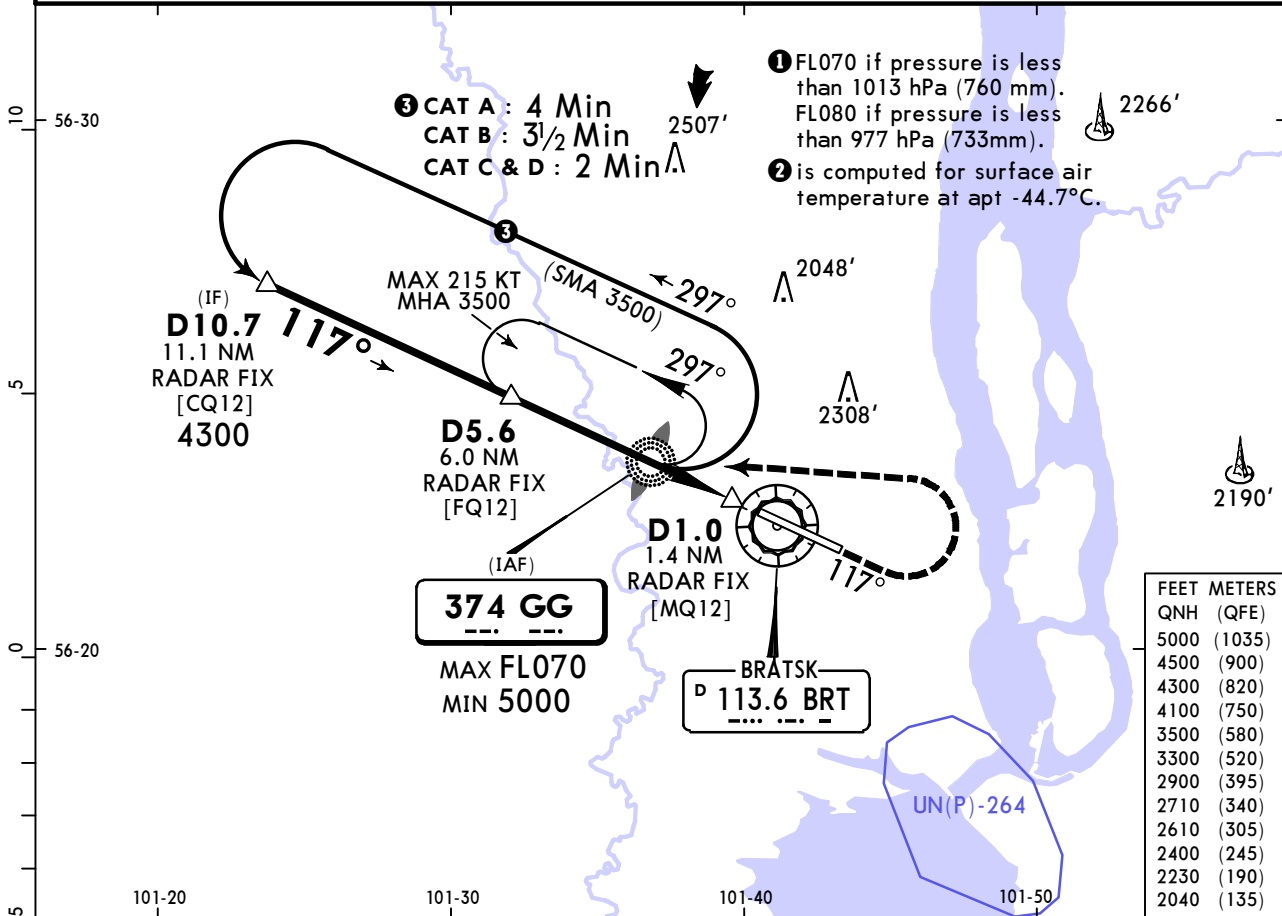 ❸ CAT A : 4 Min
CAT B : 3 1/2 Min
CAT C & D : 2 Min
2507'
❶ FL070 if pressure is less
than 1013 hPa (760 mm).
FL080 if pressure is less
than 977 hPa (733mm).
❷ is computed for surface air
temperature at apt -44.7°C.
2266'
10
56-30
❸
(SMA 3500)
297°
2048'
MAX 215 KT
MHA 3500
297°
(IF)
D10.7
11.1 NM
RADAR FIX
[CQ12]
4300
117°
5
2308'
D5.6
6.0 NM
RADAR FIX
[FQ12]
2190'
D1.0
1.4 NM
RADAR FIX
[MQ12]
117°
(IAF)
374 GG
MAX FL070
MIN 5000
0
56-20
BRATSK
D 113.6 BRT
UN(P)-264
FEET METERS
QNH (QFE)
5000 (1035)
4500 (900)
4300 (820)
4100 (750)
3500 (580)
3300 (520)
2900 (395)
2710 (340)
2610 (305)
2400 (245)
2230 (190)
2040 (135)
5
101-20
101-30
101-40
101-50